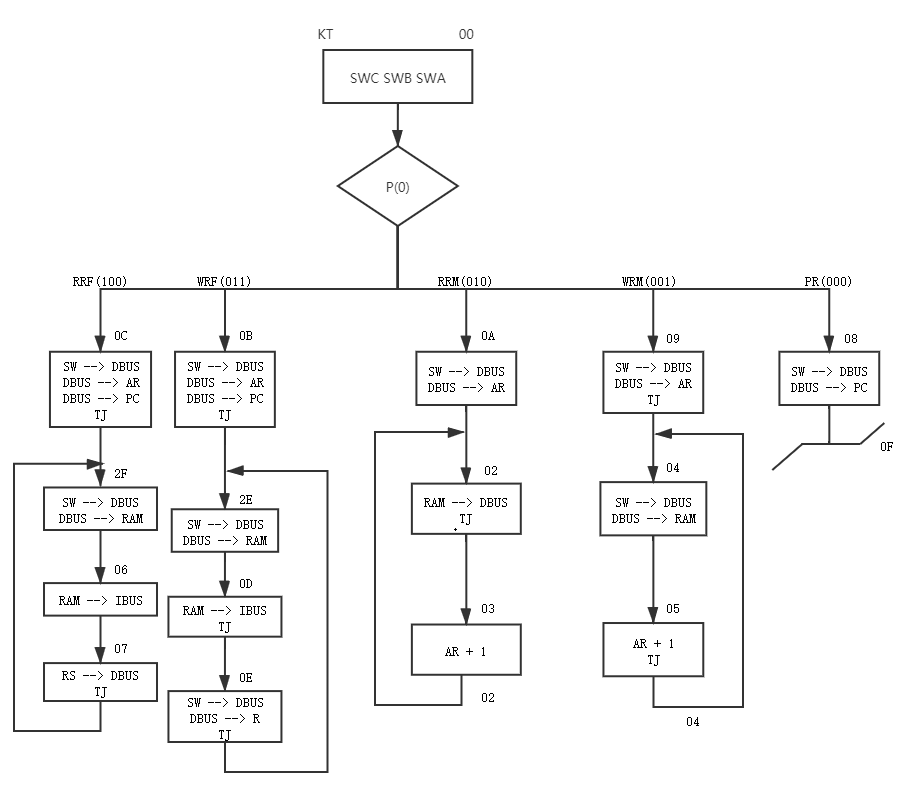 KT 00
SWC SWB SWA
P(0)
RRF(100)
WRF(011)
RRM(010)
WRM(001)
PR(000)
0C
SW --> DBUS
DBUS --> AR
DBUS --> PC
TJ
2F
SW --> DBUS
DBUS --> RAM
06
RAM --> IBUS
07
RS --> DBUS
TJ
0B
SW --> DBUS
DBUS --> AR
DBUS --> PC
TJ
2E
SW --> DBUS
DBUS --> RAM
0D
RAM --> IBUS
TJ
0E
SW --> DBUS
DBUS --> R
TJ
0A
SW --> DBUS
DBUS --> AR
02
RAM --> DBUS
TJ
03
AR + 1
02
09
SW --> DBUS
DBUS --> AR
TJ
04
SW --> DBUS
DBUS --> RAM
05
AR + 1
TJ
04
08
SW --> DBUS
DBUS --> PC
0F